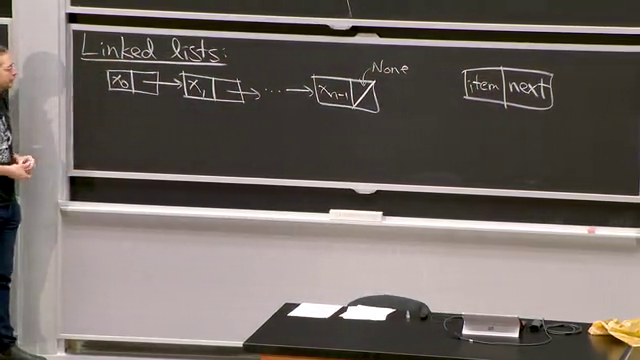 Linked lists:
None
x₀ x₁ ... xₙ₋₁
item next